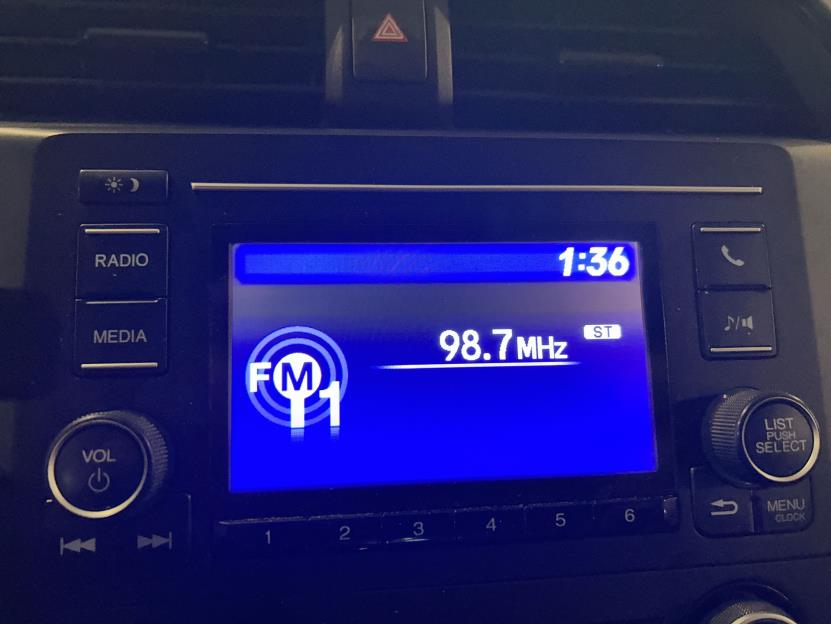 RADIO
MEDIA
VOL
1:36
98.7MHz
ST
FM
1
♪/
LIST
PUSH
SELECT
MENU
CLOCK
1 2 3 4 5 6